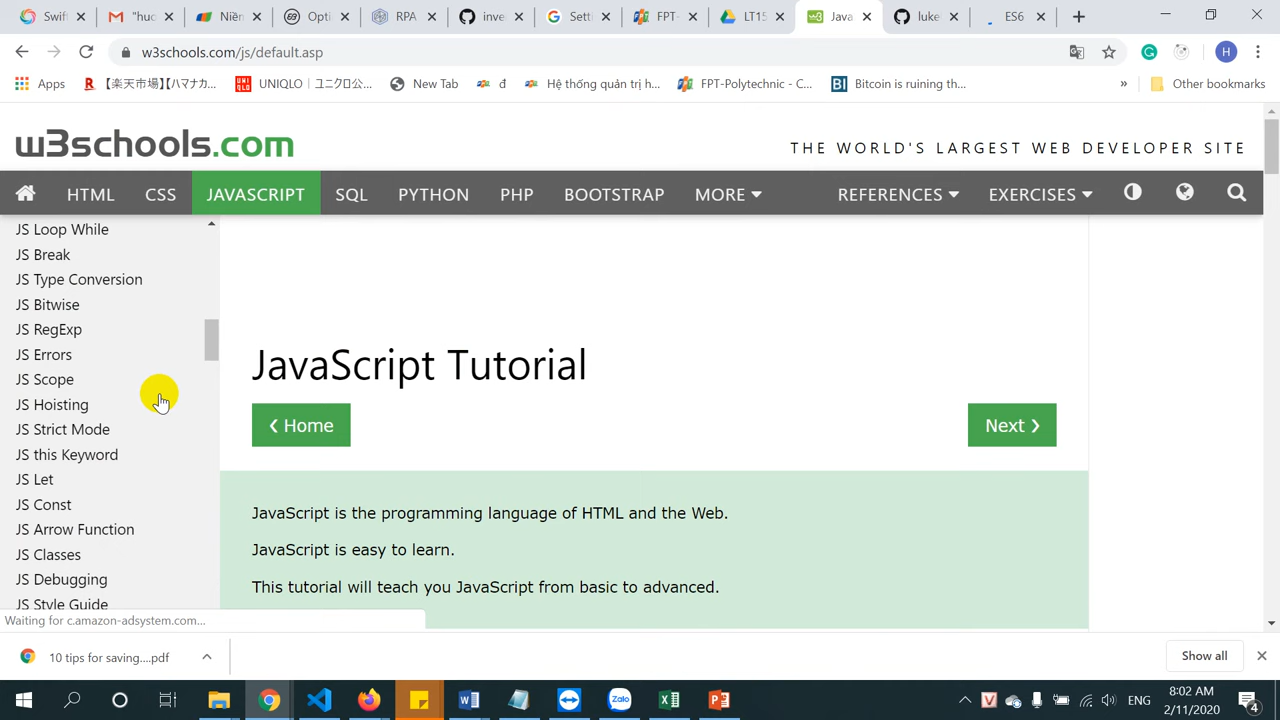 Swift
"huc
Niên
Opti
RPA
inve
Setti
FPT-
LT15
Java
luke
ES6
w3schools.com/js/default.asp
H
Apps
【楽天市場】【ハマナカ...
UNIQLO｜ユニクロ公...
New Tab
đ
Hệ thống quản trị h...
FPT-Polytechnic - C...
BI
Bitcoin is ruining th...
»
Other bookmarks
w3schools.com
THE WORLD'S LARGEST WEB DEVELOPER SITE
HTML CSS JAVASCRIPT SQL PYTHON PHP BOOTSTRAP MORE REFERENCES EXERCISES
JS Loop While
JS Break
JS Type Conversion
JS Bitwise
JS RegExp
JS Errors
JS Scope
JS Hoisting
JS Strict Mode
JS this Keyword
JS Let
JS Const
JS Arrow Function
JS Classes
JS Debugging
JS Style Guide
JavaScript Tutorial
❮ Home
Next ❯
JavaScript is the programming language of HTML and the Web.
JavaScript is easy to learn.
This tutorial will teach you JavaScript from basic to advanced.
Waiting for c.amazon-adsystem.com...
10 tips for saving....pdf
Show all
ENG
8:02 AM
2/11/2020
4